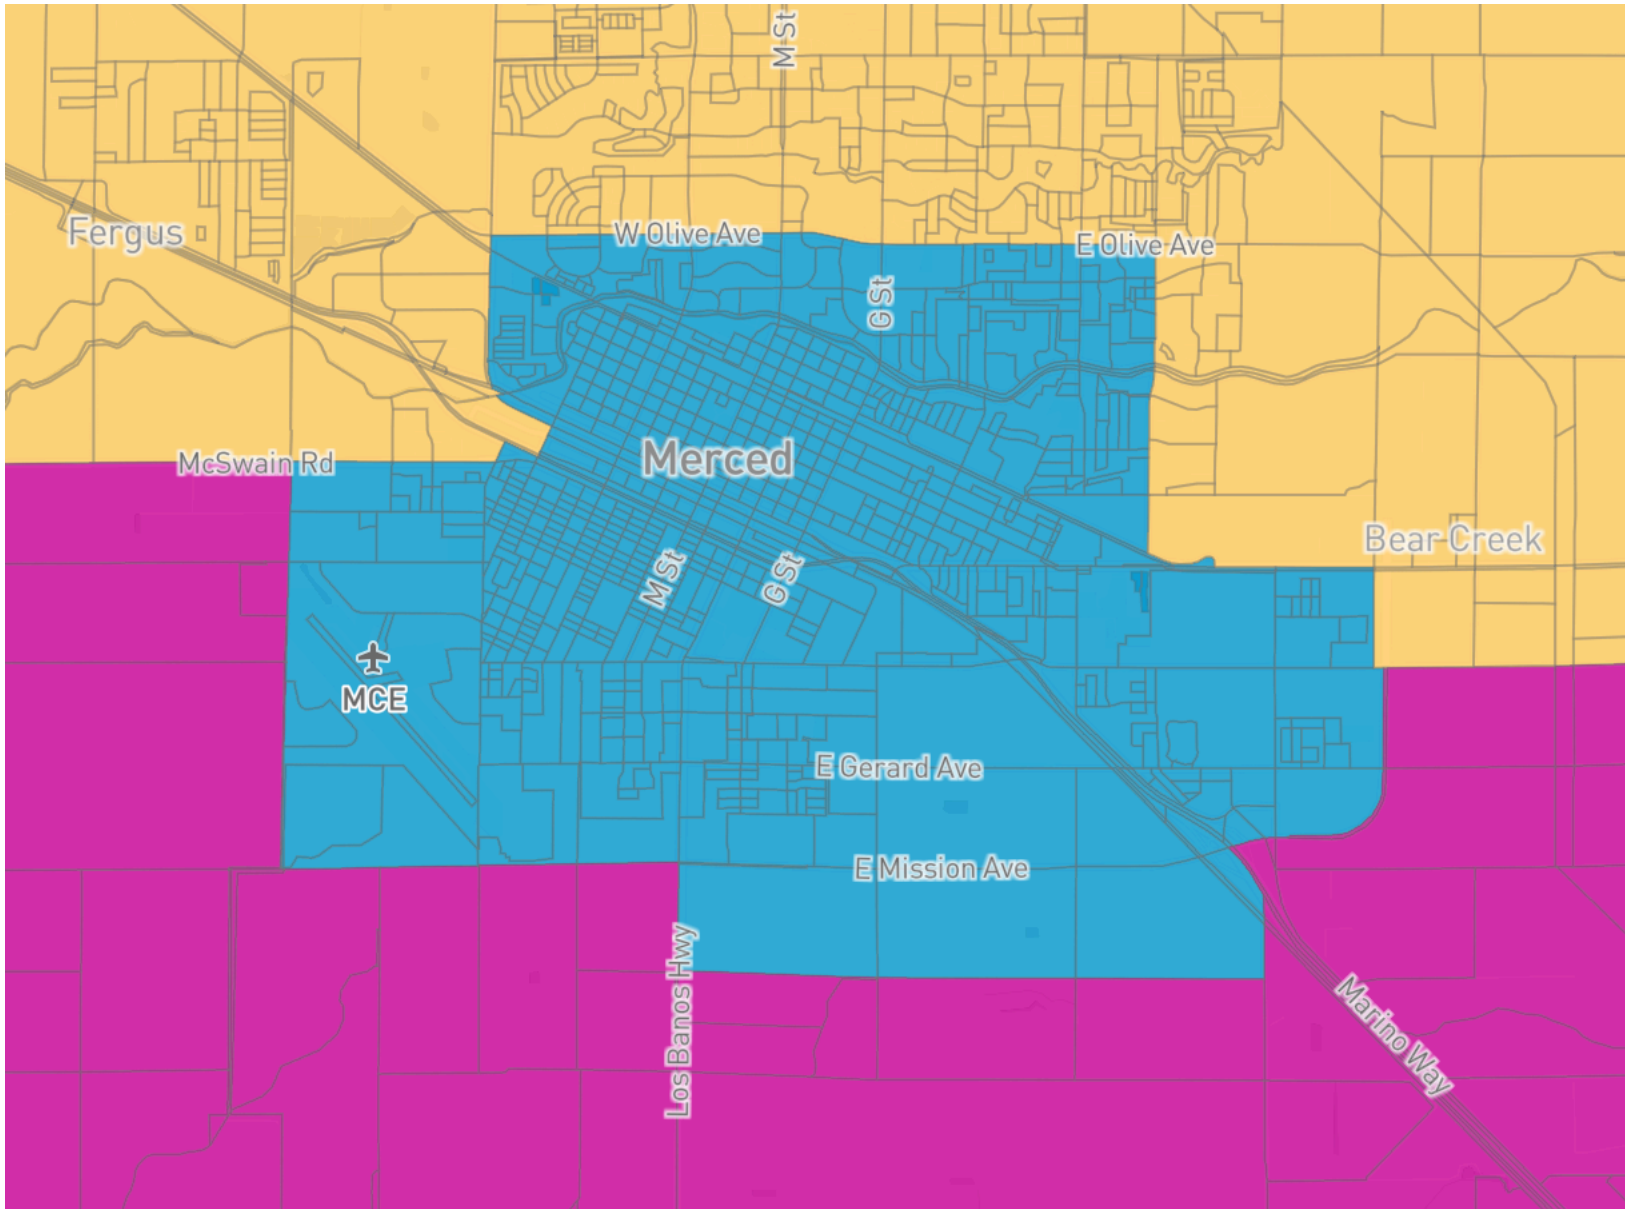 M St
Fergus
W Olive Ave
E Olive Ave
G St
McSwain Rd
Merced
Bear Creek
M St
G St
MCE
E Gerard Ave
E Mission Ave
Los Banos Hwy
Marino Way